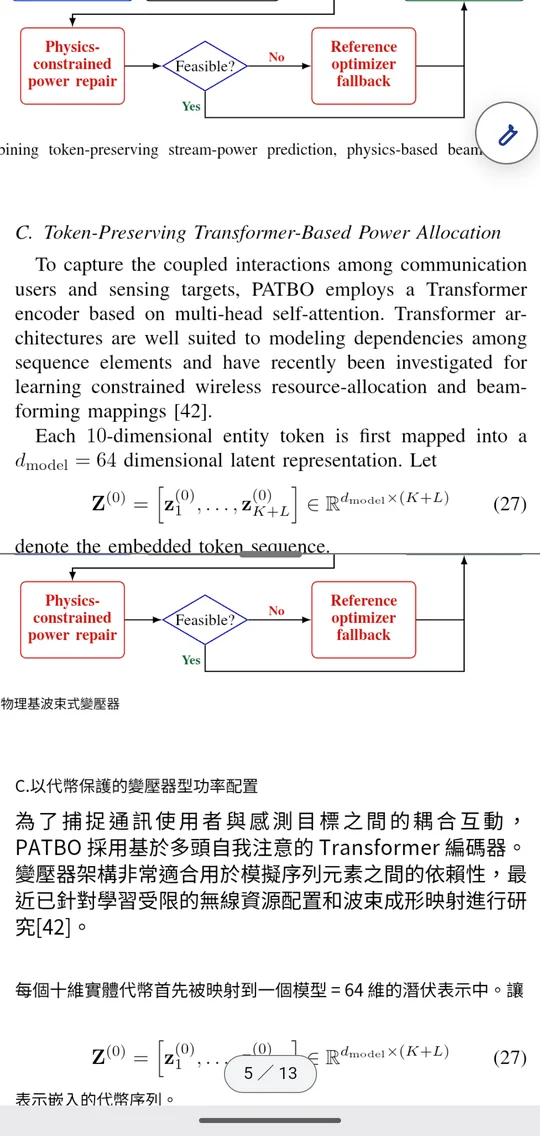 Physics-
constrained
power repair
Feasible?
No
Reference
optimizer
fallback
Yes
bining token-preserving stream-power prediction, physics-based beam
C. Token-Preserving Transformer-Based Power Allocation
To capture the coupled interactions among communication
users and sensing targets, PATBO employs a Transformer
encoder based on multi-head self-attention. Transformer ar-
chitectures are well suited to modeling dependencies among
sequence elements and have recently been investigated for
learning constrained wireless resource-allocation and beam-
forming mappings [42].
Each 10-dimensional entity token is first mapped into a
d_model = 64 dimensional latent representation. Let
Z^(0) = [z_1^(0), . . . , z_{K+L}^(0)] ∈ ℝ^{d_model×(K+L)} (27)
denote the embedded token sequence.
Physics-
constrained
power repair
Feasible?
No
Reference
optimizer
fallback
Yes
物理基波束式變壓器
C.以代幣保護的變壓器型功率配置
為了捕捉通訊使用者與感測目標之間的耦合互動，
PATBO 採用基於多頭自我注意的 Transformer 編碼器。
變壓器架構非常適合用於模擬序列元素之間的依賴性，最
近已針對學習受限的無線資源配置和波束成形映射進行研
究[42]。
每個十維實體代幣首先被映射到一個模型 = 64 維的潛伏表示中。讓
Z^(0) = [z_1^(0), . . . ^(0)] ∈ ℝ^{d_model×(K+L)} (27)
5 ／ 13
表示嵌入的代幣序列。